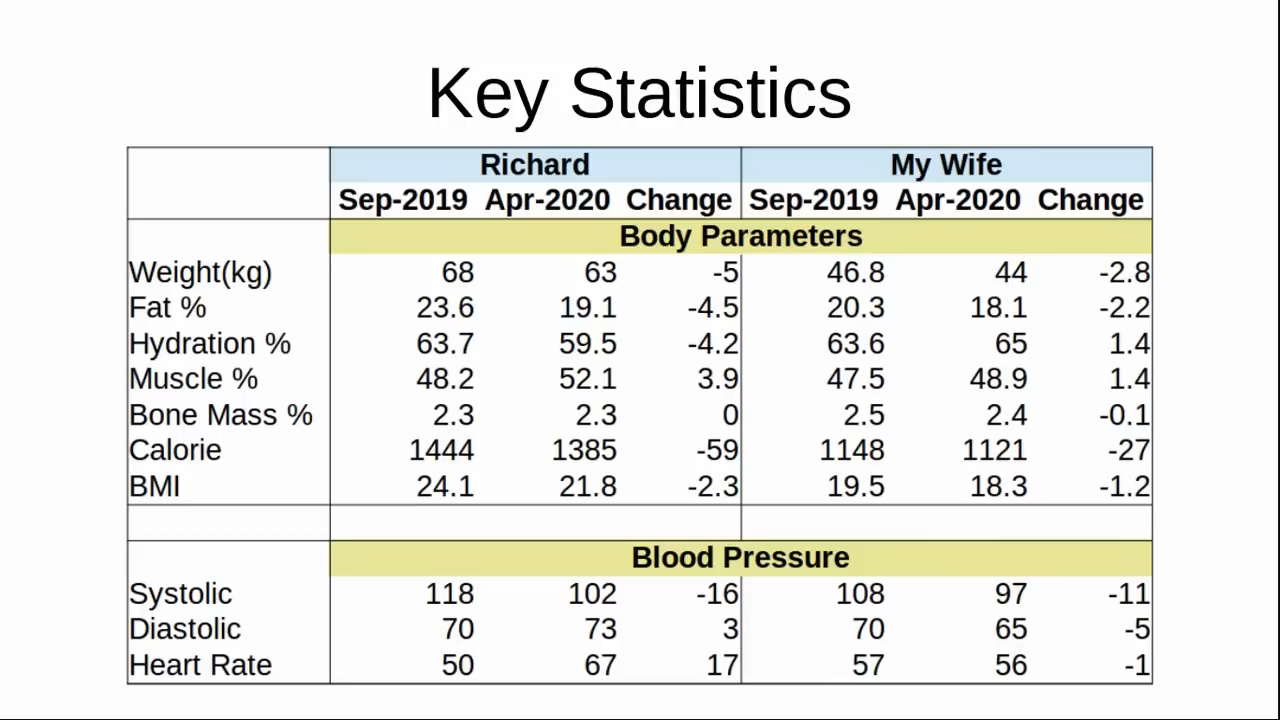 Key Statistics
Richard My Wife
Sep-2019 Apr-2020 Change Sep-2019 Apr-2020 Change
Body Parameters
Weight(kg) 68 63 -5 46.8 44 -2.8
Fat % 23.6 19.1 -4.5 20.3 18.1 -2.2
Hydration % 63.7 59.5 -4.2 63.6 65 1.4
Muscle % 48.2 52.1 3.9 47.5 48.9 1.4
Bone Mass % 2.3 2.3 0 2.5 2.4 -0.1
Calorie 1444 1385 -59 1148 1121 -27
BMI 24.1 21.8 -2.3 19.5 18.3 -1.2
Blood Pressure
Systolic 118 102 -16 108 97 -11
Diastolic 70 73 3 70 65 -5
Heart Rate 50 67 17 57 56 -1